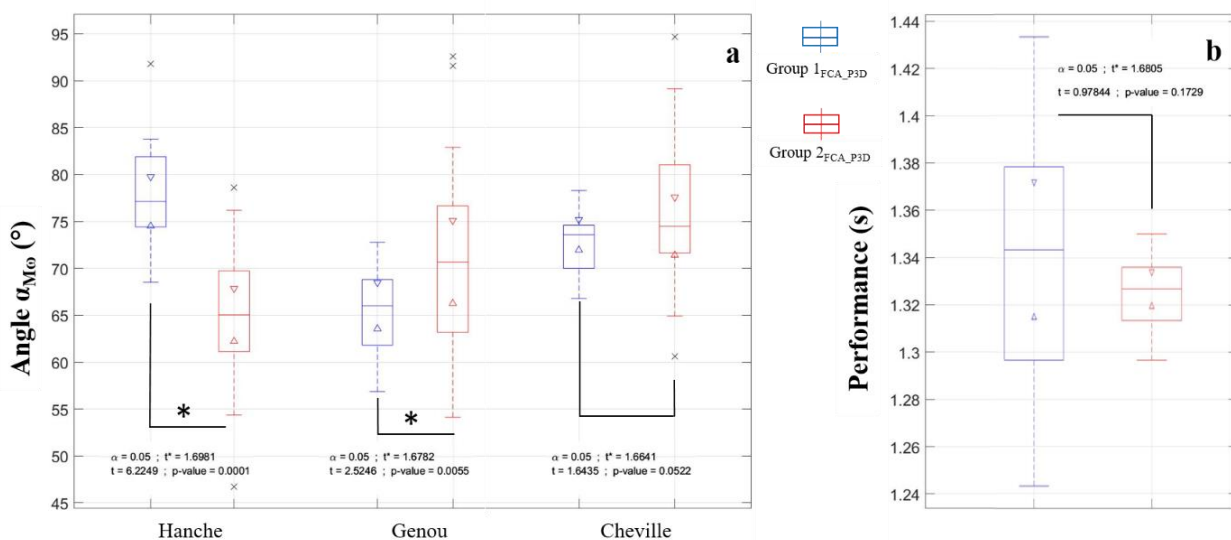 a
Angle αMω (°)
95
90
85
80
75
70
65
60
55
50
45
*
*
α = 0.05 ; t* = 1.6981
t = 6.2249 ; p-value = 0.0001
α = 0.05 ; t* = 1.6782
t = 2.5246 ; p-value = 0.0055
α = 0.05 ; t* = 1.6641
t = 1.6435 ; p-value = 0.0522
Hanche
Genou
Cheville
Group 1FCA_P3D
Group 2FCA_P3D
b
Performance (s)
1.44
1.42
1.4
1.38
1.36
1.34
1.32
1.3
1.28
1.26
1.24
α = 0.05 ; t* = 1.6805
t = 0.97844 ; p-value = 0.1729